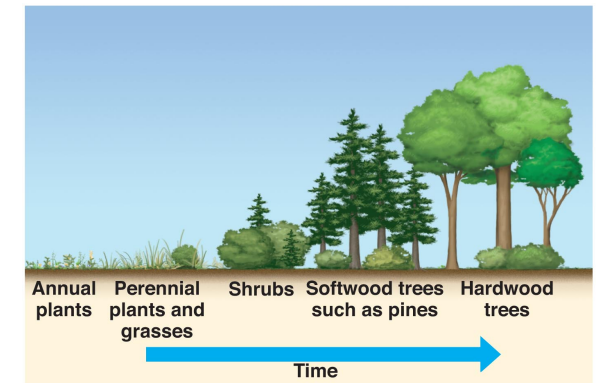 Annual
plants
Perennial
plants and
grasses
Shrubs
Softwood trees
such as pines
Hardwood
trees
Time